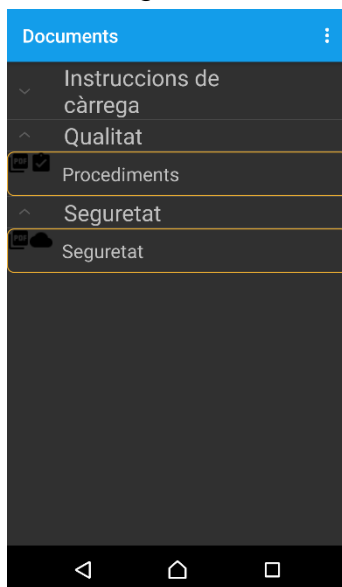 Documents
Instruccions de
càrrega
Qualitat
PDF
Procediments
Seguretat
PDF
Seguretat